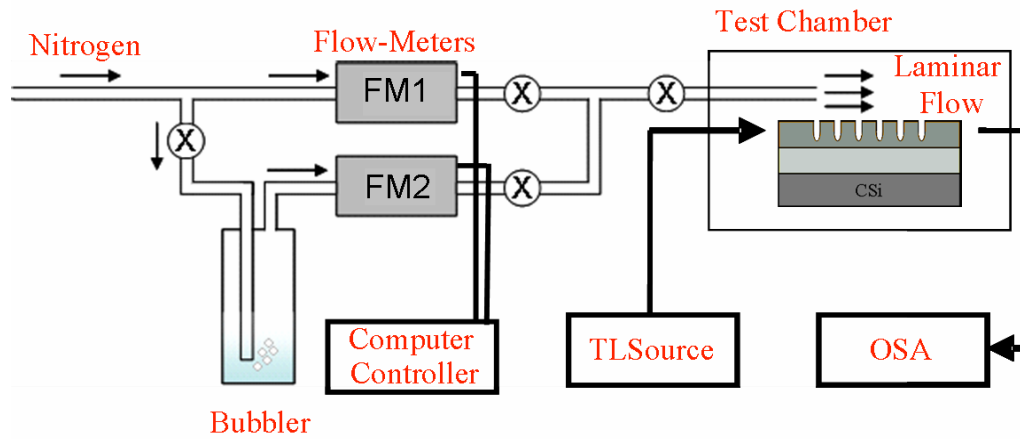 Test Chamber
Nitrogen
Flow-Meters
FM1
X
X
Laminar
Flow
X
FM2
X
CSi
Computer
Controller
TLSource
OSA
Bubbler